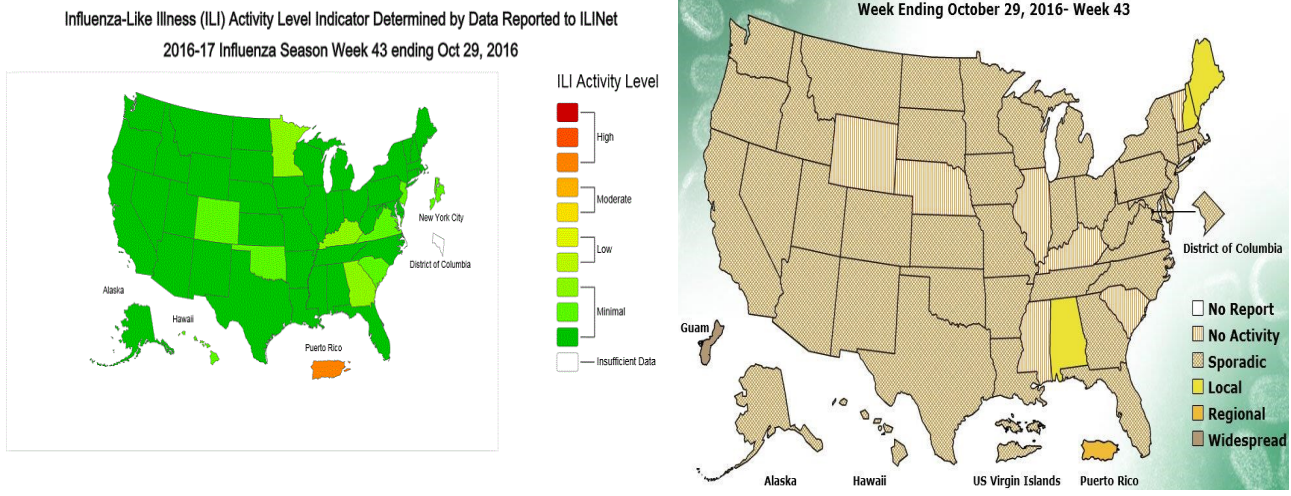 Influenza-Like Illness (ILI) Activity Level Indicator Determined by Data Reported to ILINet
2016-17 Influenza Season Week 43 ending Oct 29, 2016
ILI Activity Level
High
Moderate
Low
Minimal
Insufficient Data
New York City
District of Columbia
Alaska
Hawaii
Puerto Rico
Week Ending October 29, 2016- Week 43
District of Columbia
Guam
No Report
No Activity
Sporadic
Local
Regional
Widespread
Alaska
Hawaii
US Virgin Islands
Puerto Rico